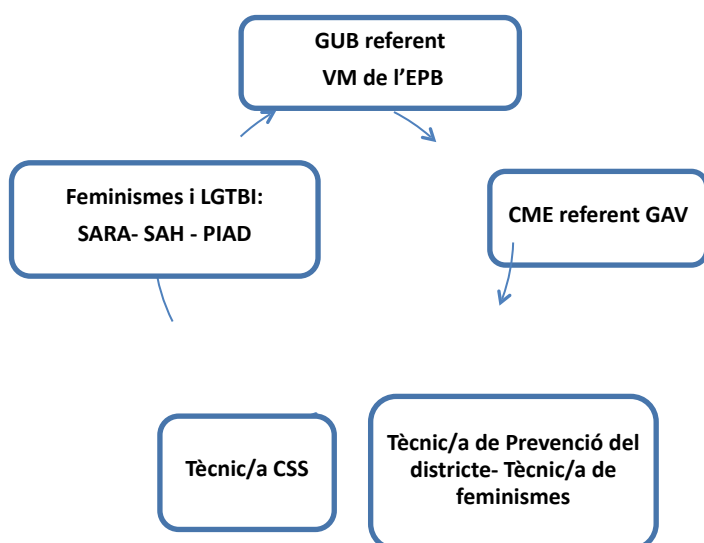 GUB referent
VM de l’EPB
Feminismes i LGTBI:
SARA- SAH - PIAD
CME referent GAV
Tècnic/a CSS
Tècnic/a de Prevenció del
districte- Tècnic/a de
feminismes